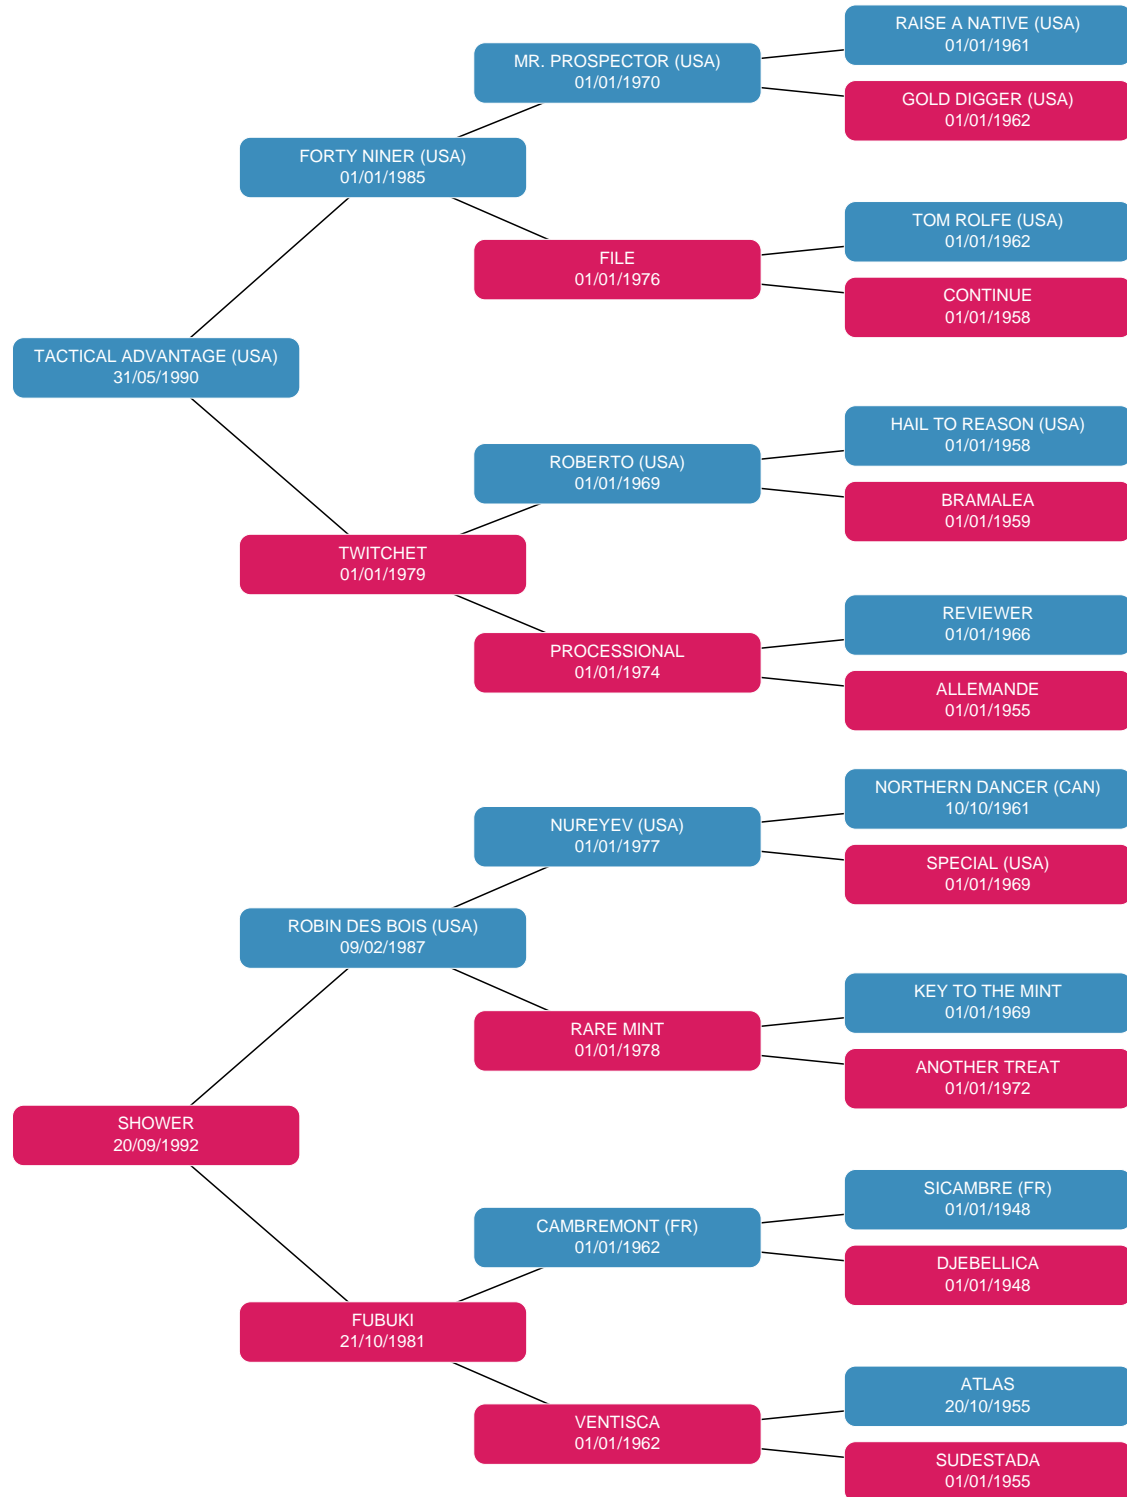 RAISE A NATIVE (USA)
01/01/1961
MR. PROSPECTOR (USA)
01/01/1970
GOLD DIGGER (USA)
01/01/1962
FORTY NINER (USA)
01/01/1985
TOM ROLFE (USA)
01/01/1962
FILE
01/01/1976
CONTINUE
01/01/1958
TACTICAL ADVANTAGE (USA)
31/05/1990
HAIL TO REASON (USA)
01/01/1958
ROBERTO (USA)
01/01/1969
BRAMALEA
01/01/1959
TWITCHET
01/01/1979
REVIEWER
01/01/1966
PROCESSIONAL
01/01/1974
ALLEMANDE
01/01/1955
NORTHERN DANCER (CAN)
10/10/1961
NUREYEV (USA)
01/01/1977
SPECIAL (USA)
01/01/1969
ROBIN DES BOIS (USA)
09/02/1987
KEY TO THE MINT
01/01/1969
RARE MINT
01/01/1978
ANOTHER TREAT
01/01/1972
SHOWER
20/09/1992
SICAMBRE (FR)
01/01/1948
CAMBREMONT (FR)
01/01/1962
DJEBELLICA
01/01/1948
FUBUKI
21/10/1981
ATLAS
20/10/1955
VENTISCA
01/01/1962
SUDESTADA
01/01/1955